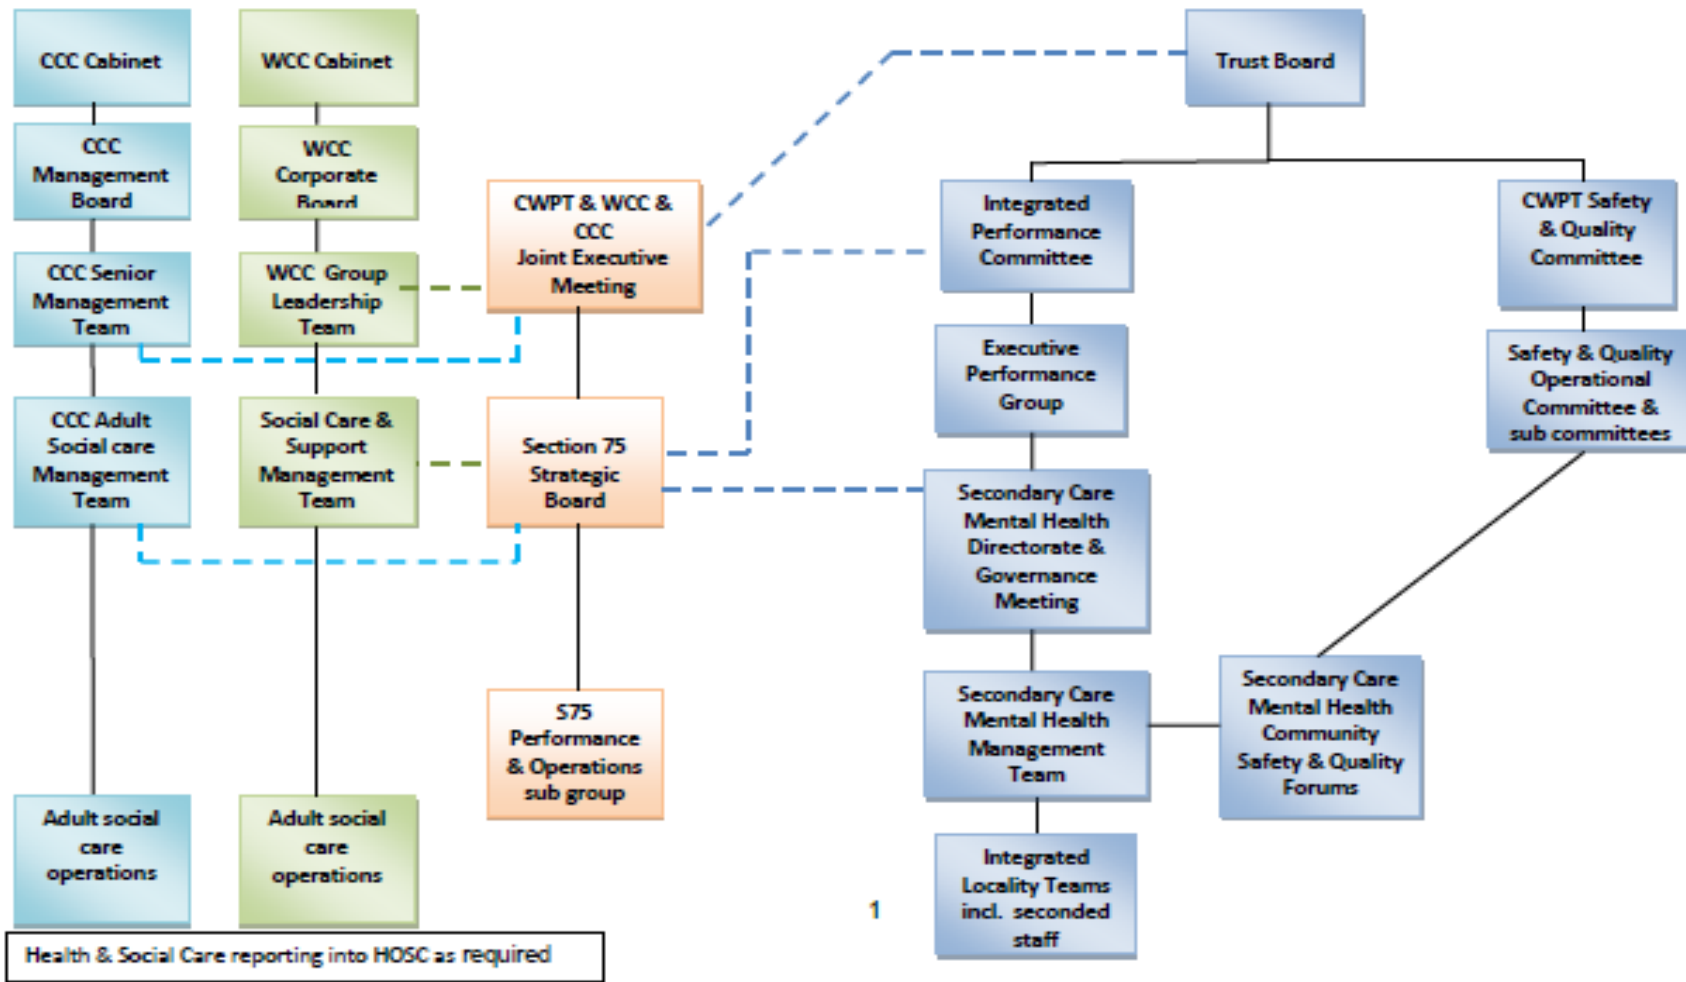 CCC Cabinet
WCC Cabinet
Trust Board
CCC
Management
Board
WCC
Corporate
Board
CWPT & WCC &
CCC
Joint Executive
Meeting
Integrated
Performance
Committee
CWPT Safety
& Quality
Committee
CCC Senior
Management
Team
WCC Group
Leadership
Team
Executive
Performance
Group
Safety & Quality
Operational
Committee &
sub committees
CCC Adult
Social care
Management
Team
Social Care &
Support
Management
Team
Section 75
Strategic
Board
Secondary Care
Mental Health
Directorate &
Governance
Meeting
S75
Performance
& Operations
sub group
Secondary Care
Mental Health
Management
Team
Secondary Care
Mental Health
Community
Safety & Quality
Forums
Adult social
care
operations
Adult social
care
operations
Integrated
Locality Teams
incl. seconded
staff
1
Health & Social Care reporting into HOSC as required